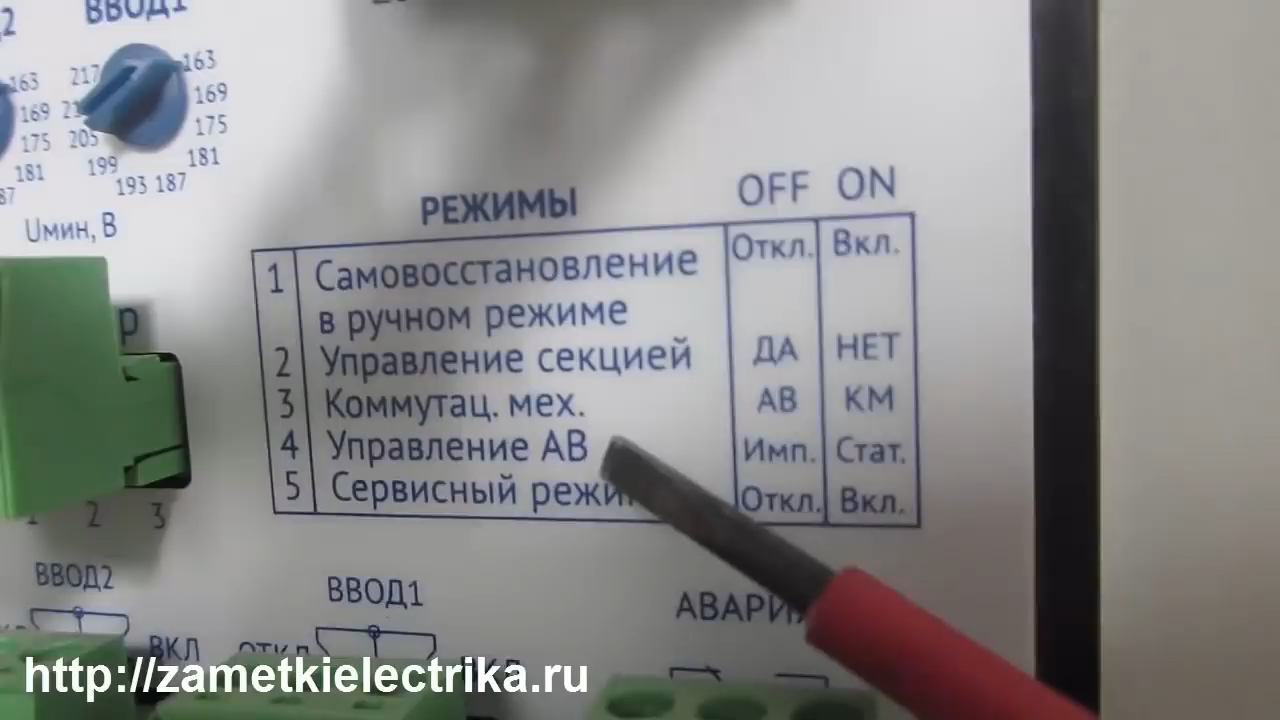 ВВОД1
163
217
163
169
169
205
175
175
199
181
181
193 187
Uмин, В
РЕЖИМЫ OFF ON
1 Самовосстановление Откл. Вкл.
в ручном режиме
2 Управление секцией ДА НЕТ
3 Коммутац. мех. АВ КМ
4 Управление АВ Имп. Стат.
5 Сервисный Откл. Вкл.
2 3
ВВОД2
ВВОД1
ВКЛ
http://zametkielectrika.ru